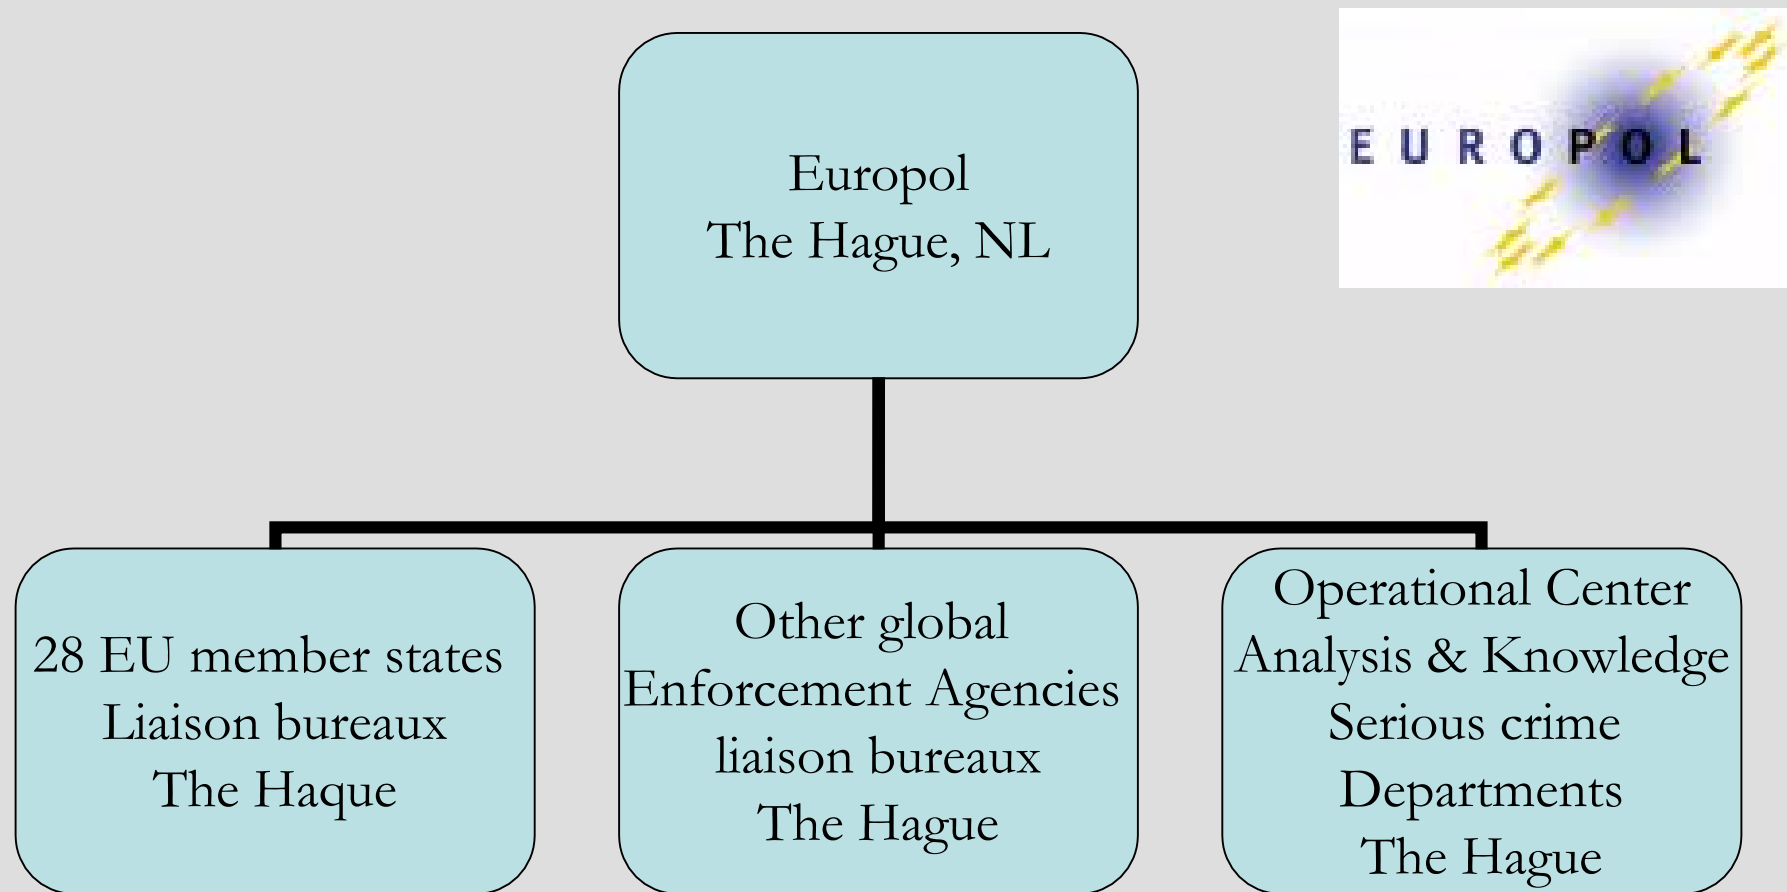 Europol
The Hague, NL
EUROPOL
28 EU member states
Liaison bureaux
The Haque
Other global
Enforcement Agencies
liaison bureaux
The Hague
Operational Center
Analysis & Knowledge
Serious crime
Departments
The Hague